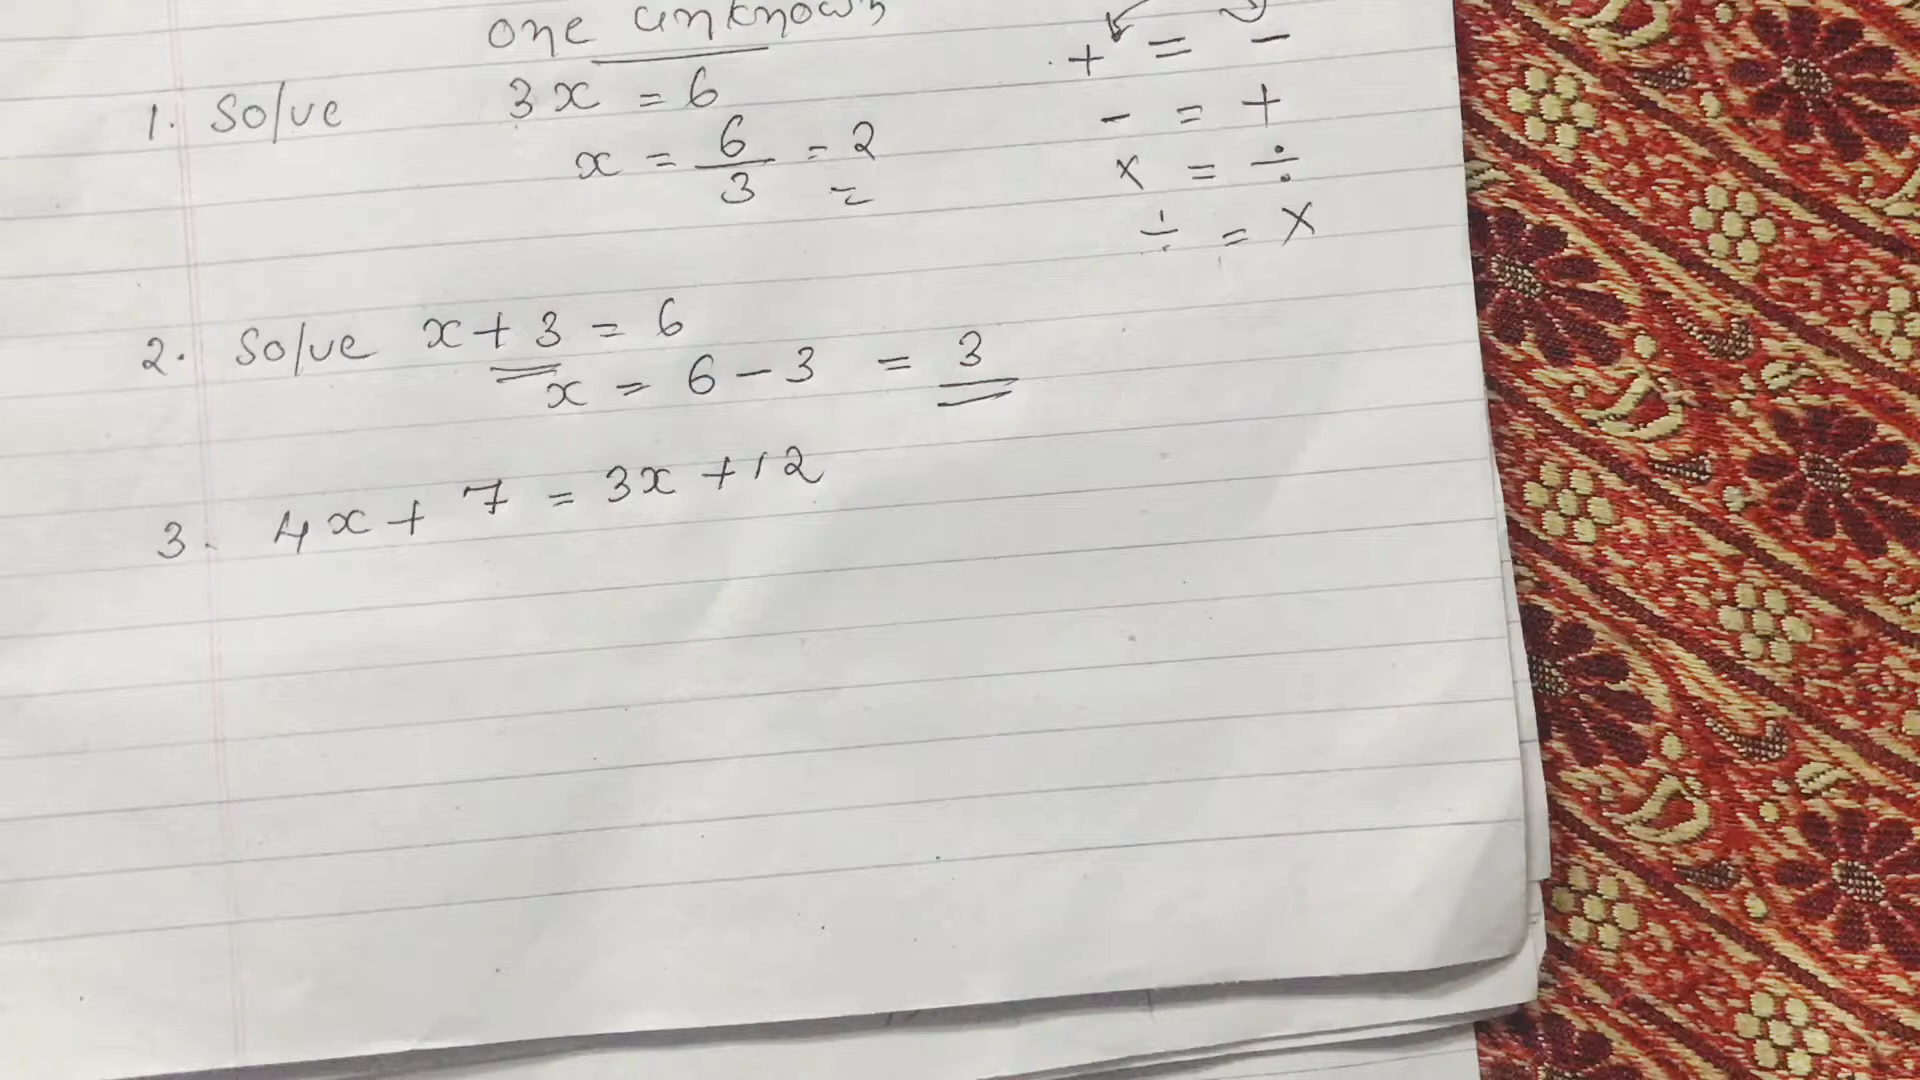 one unknown
+ = -
1. Solve 3x = 6
- = +
x = 6/3 = 2
x = ÷
÷ = x
2. Solve x + 3 = 6
x = 6 - 3 = 3
3. 4x + 7 = 3x + 12